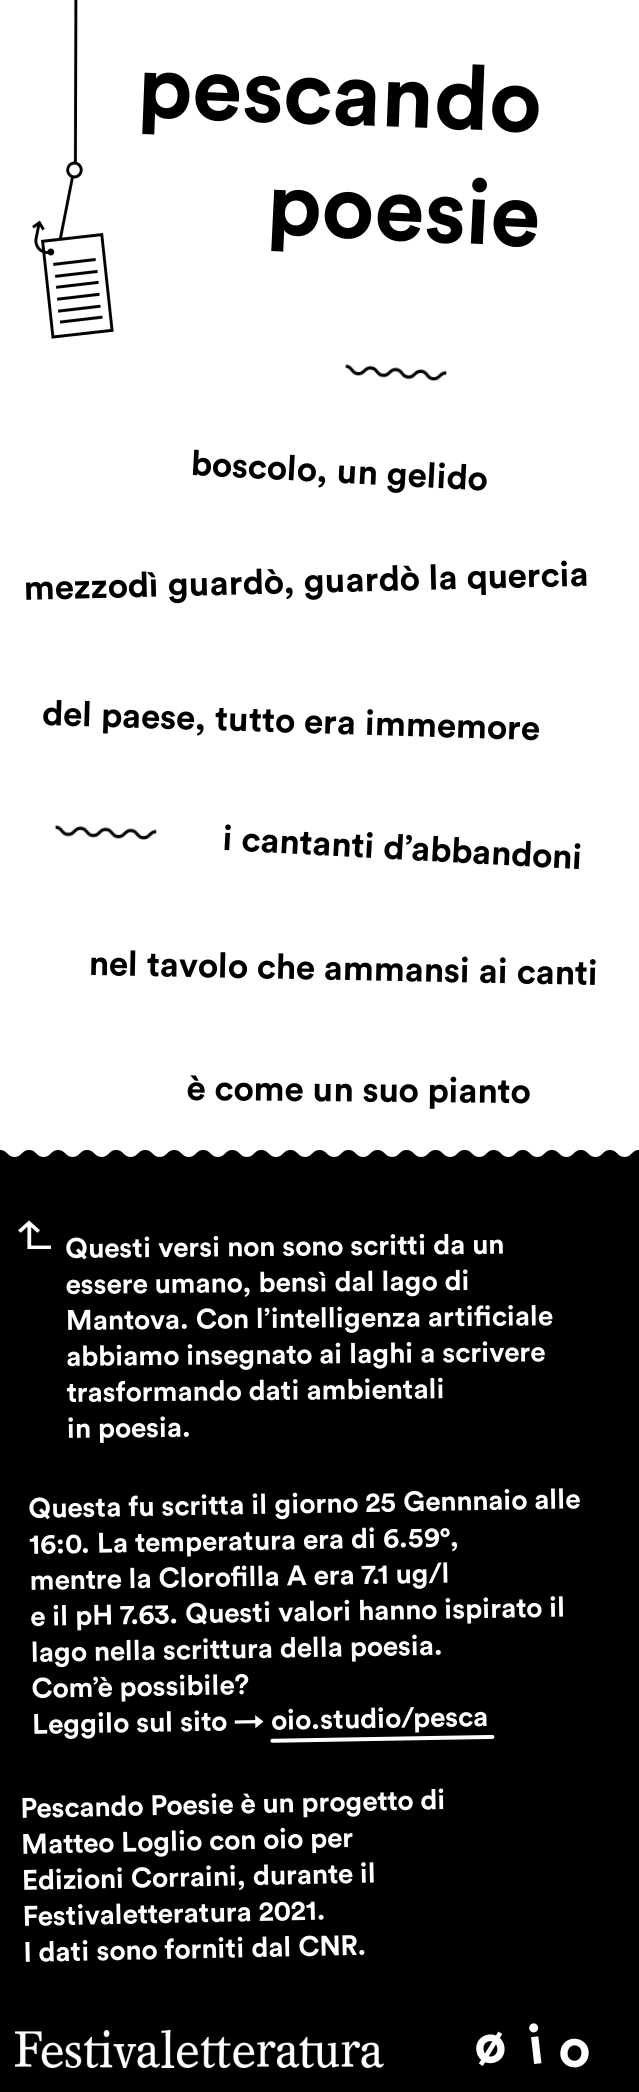 pescando
poesie
boscolo, un gelido
mezzodì guardò, guardò la quercia
del paese, tutto era immemore
i cantanti d’abbandoni
nel tavolo che ammansi ai canti
è come un suo pianto
Questi versi non sono scritti da un
essere umano, bensì dal lago di
Mantova. Con l’intelligenza artificiale
abbiamo insegnato ai laghi a scrivere
trasformando dati ambientali
in poesia.
Questa fu scritta il giorno 25 Gennnaio alle
16:0. La temperatura era di 6.59°,
mentre la Clorofilla A era 7.1 ug/l
e il pH 7.63. Questi valori hanno ispirato il
lago nella scrittura della poesia.
Com’è possibile?
Leggilo sul sito → oio.studio/pesca
Pescando Poesie è un progetto di
Matteo Loglio con oio per
Edizioni Corraini, durante il
Festivaletteratura 2021.
I dati sono forniti dal CNR.
Festivaletteratura
ø i o